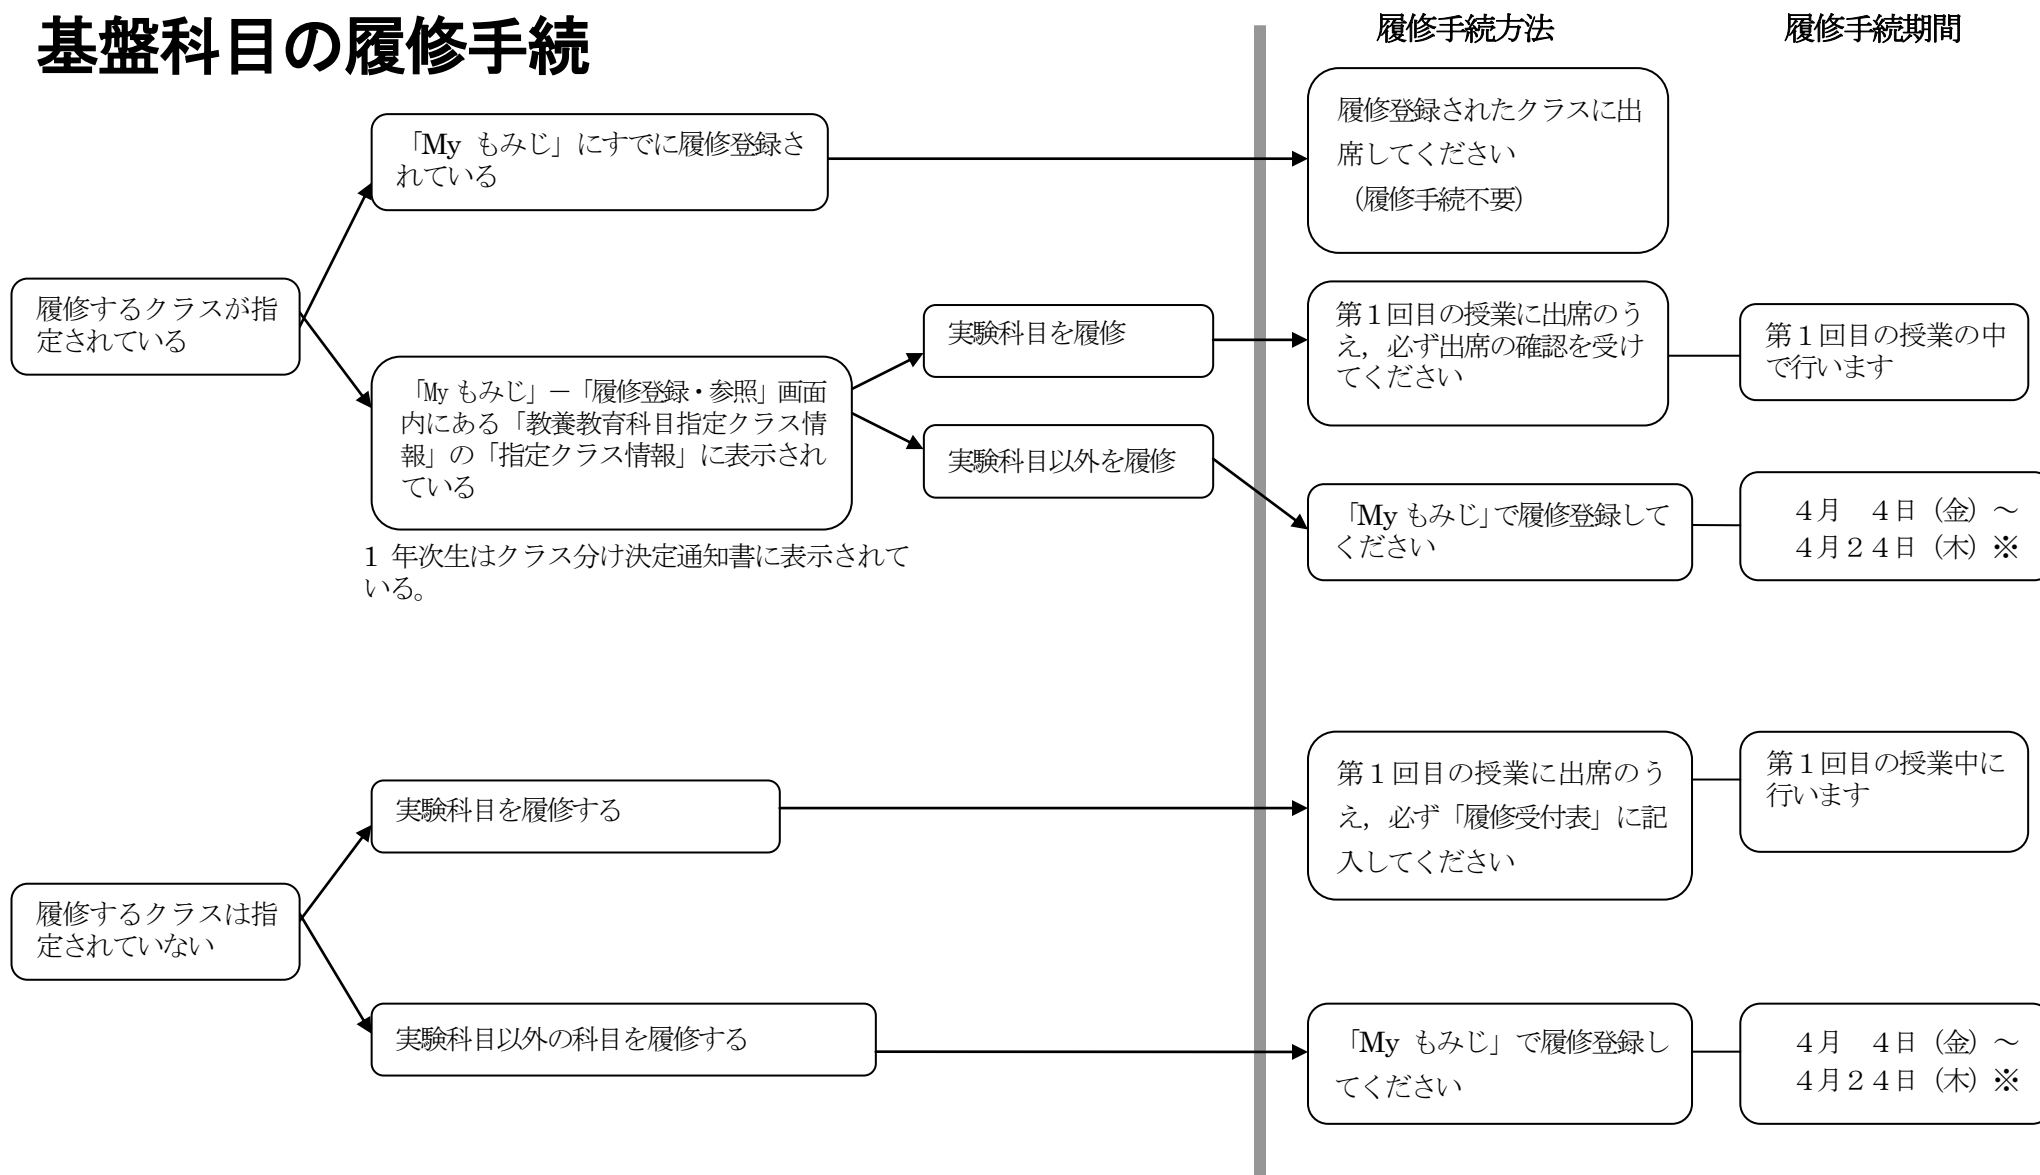 基盤科目の履修手続
履修手続方法
履修手続期間
履修するクラスが指
定されている
「My もみじ」にすでに履修登録さ
れている
履修登録されたクラスに出
席してください
（履修手続不要）
「My もみじ」－「履修登録・参照」画面
内にある「教養教育科目指定クラス情
報」の「指定クラス情報」に表示され
ている
1 年次生はクラス分け決定通知書に表示されて
いる。
実験科目を履修
第１回目の授業に出席のう
え，必ず出席の確認を受け
てください
第１回目の授業の中
で行います
実験科目以外を履修
「My もみじ」で履修登録して
ください
４月　４日（金）～
４月２４日（木）※
履修するクラスは指
定されていない
実験科目を履修する
第１回目の授業に出席のう
え，必ず「履修受付表」に記
入してください
第１回目の授業中に
行います
実験科目以外の科目を履修する
「My もみじ」で履修登録し
てください
４月　４日（金）～
４月２４日（木）※